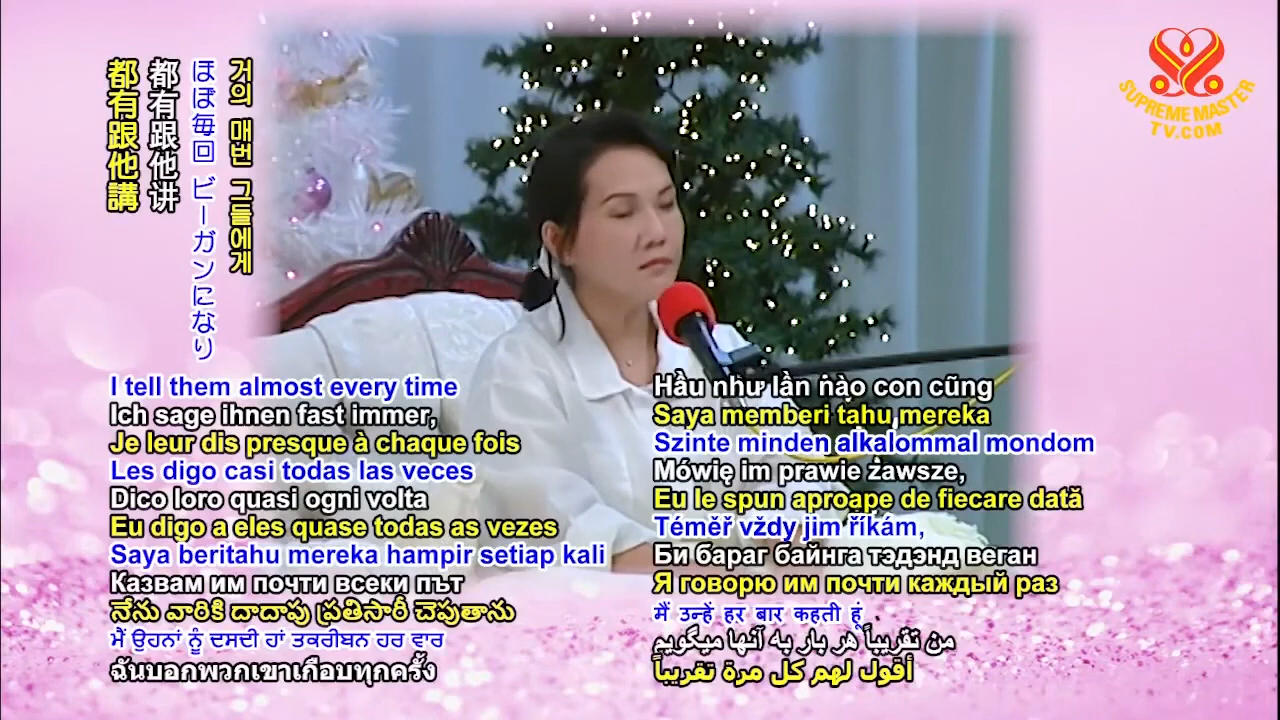 都有跟他講
都有跟他讲
ほぼ毎回 ビーガンになり
거의 매번 그들에게
SUPREME MASTER
TV.COM
I tell them almost every time
Ich sage ihnen fast immer,
Je leur dis presque à chaque fois
Les digo casi todas las veces
Dico loro quasi ogni volta
Eu digo a eles quase todas as vezes
Saya beritahu mereka hampir setiap kali
Казвам им почти всеки път
నేను వారికి దాదాపు ప్రతిసారీ చెపుతాను
ਮੈਂ ਉਹਨਾਂ ਨੂੰ ਦਸਦੀ ਹਾਂ ਤਕਰੀਬਨ ਹਰ ਵਾਰ
ฉันบอกพวกเขาเกือบทุกครั้ง
Hầu như lần nào con cũng
Saya memberi tahu mereka
Szinte minden alkalommal mondom
Mówię im prawie zawsze,
Eu le spun aproape de fiecare dată
Téměř vždy jim říkám,
Би бараг байнга тэдэнд веган
Я говорю им почти каждый раз
मैं उन्हें हर बार कहती हूं
من تقریباً هر بار به آنها میگویم
أقول لهم كل مرة تقريباً